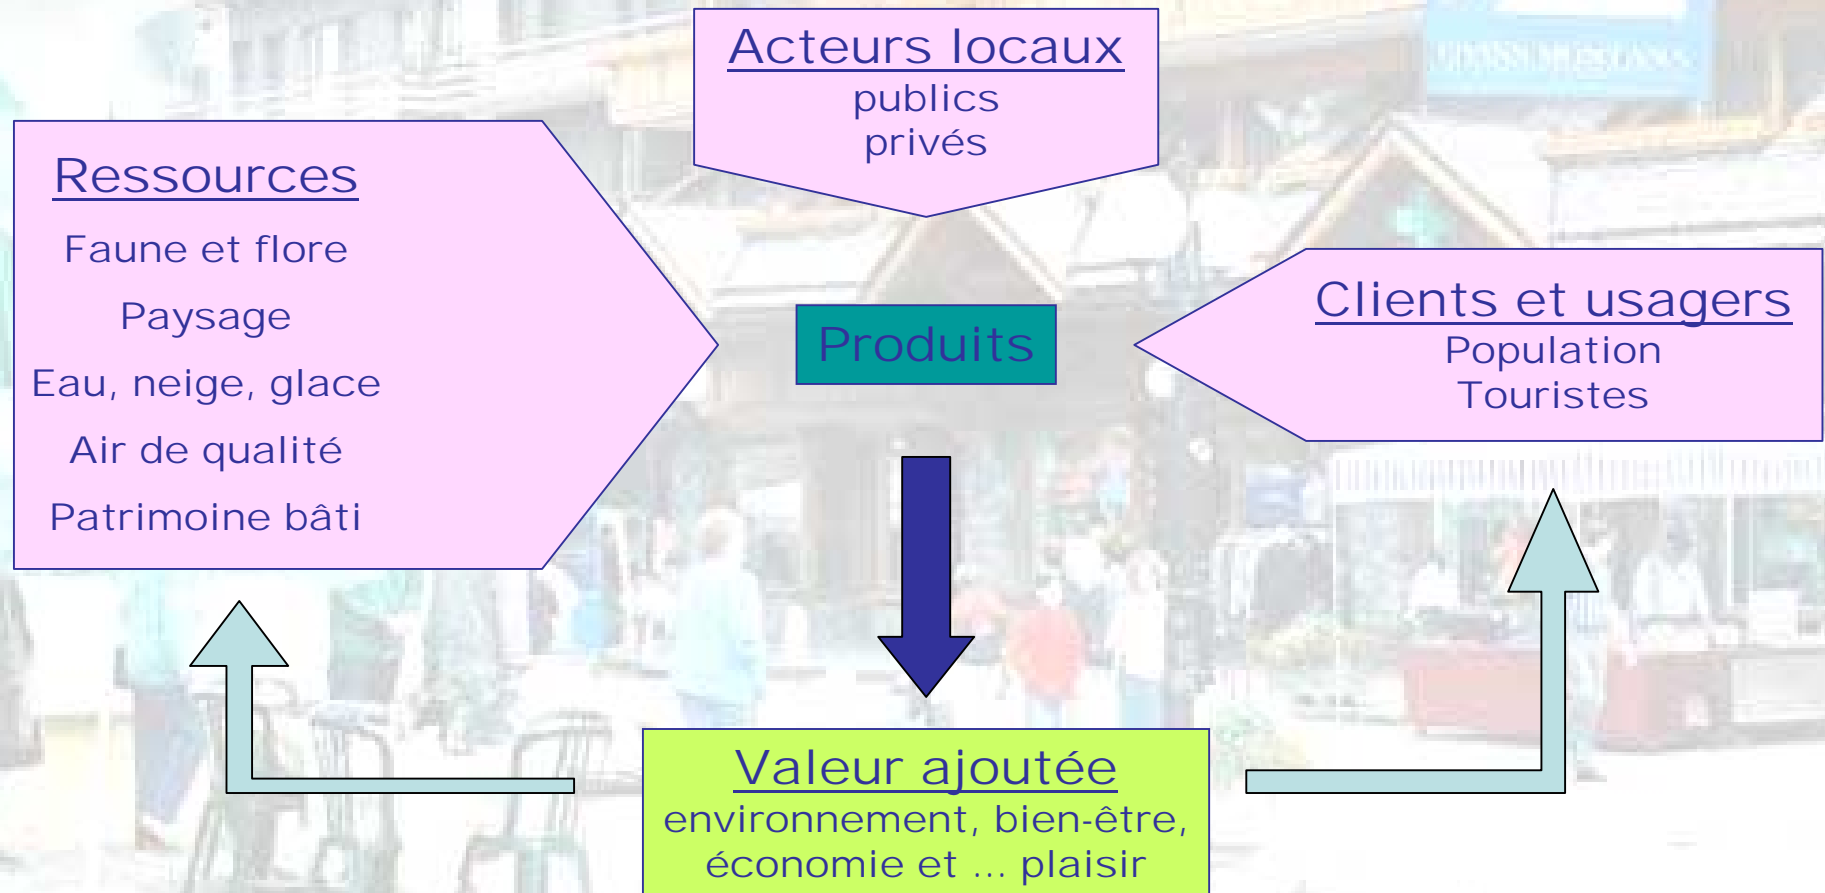 Acteurs locaux
publics
privés
Ressources
Faune et flore
Paysage
Eau, neige, glace
Air de qualité
Patrimoine bâti
Produits
Clients et usagers
Population
Touristes
Valeur ajoutée
environnement, bien-être,
économie et ... plaisir